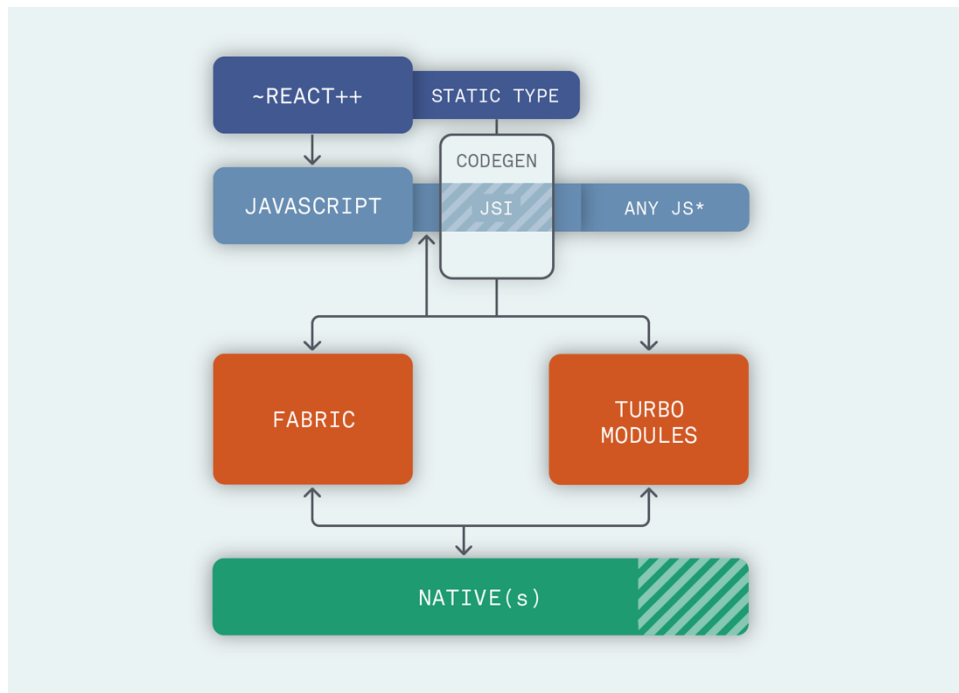 ~REACT++
STATIC TYPE
CODEGEN
JAVASCRIPT
JSI
ANY JS*
FABRIC
TURBO
MODULES
NATIVE(s)